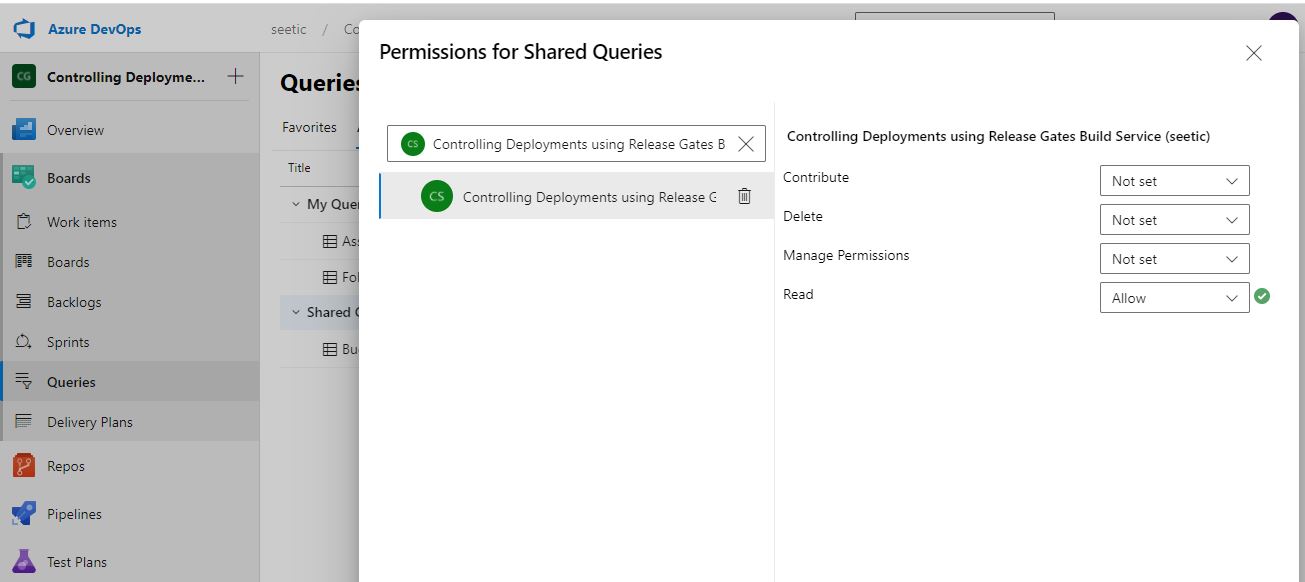 Azure DevOps
seetic / Co
Permissions for Shared Queries
CG Controlling Deployme...
Queries
Overview
Favorites
CS Controlling Deployments using Release Gates B
Controlling Deployments using Release Gates Build Service (seetic)
Title
Boards
Contribute Not set
CS Controlling Deployments using Release G
My Que
Delete Not set
Work items
Ass
Manage Permissions Not set
Boards
Fol
Read Allow
Backlogs
Shared Q
Sprints
Bu
Queries
Delivery Plans
Repos
Pipelines
Test Plans